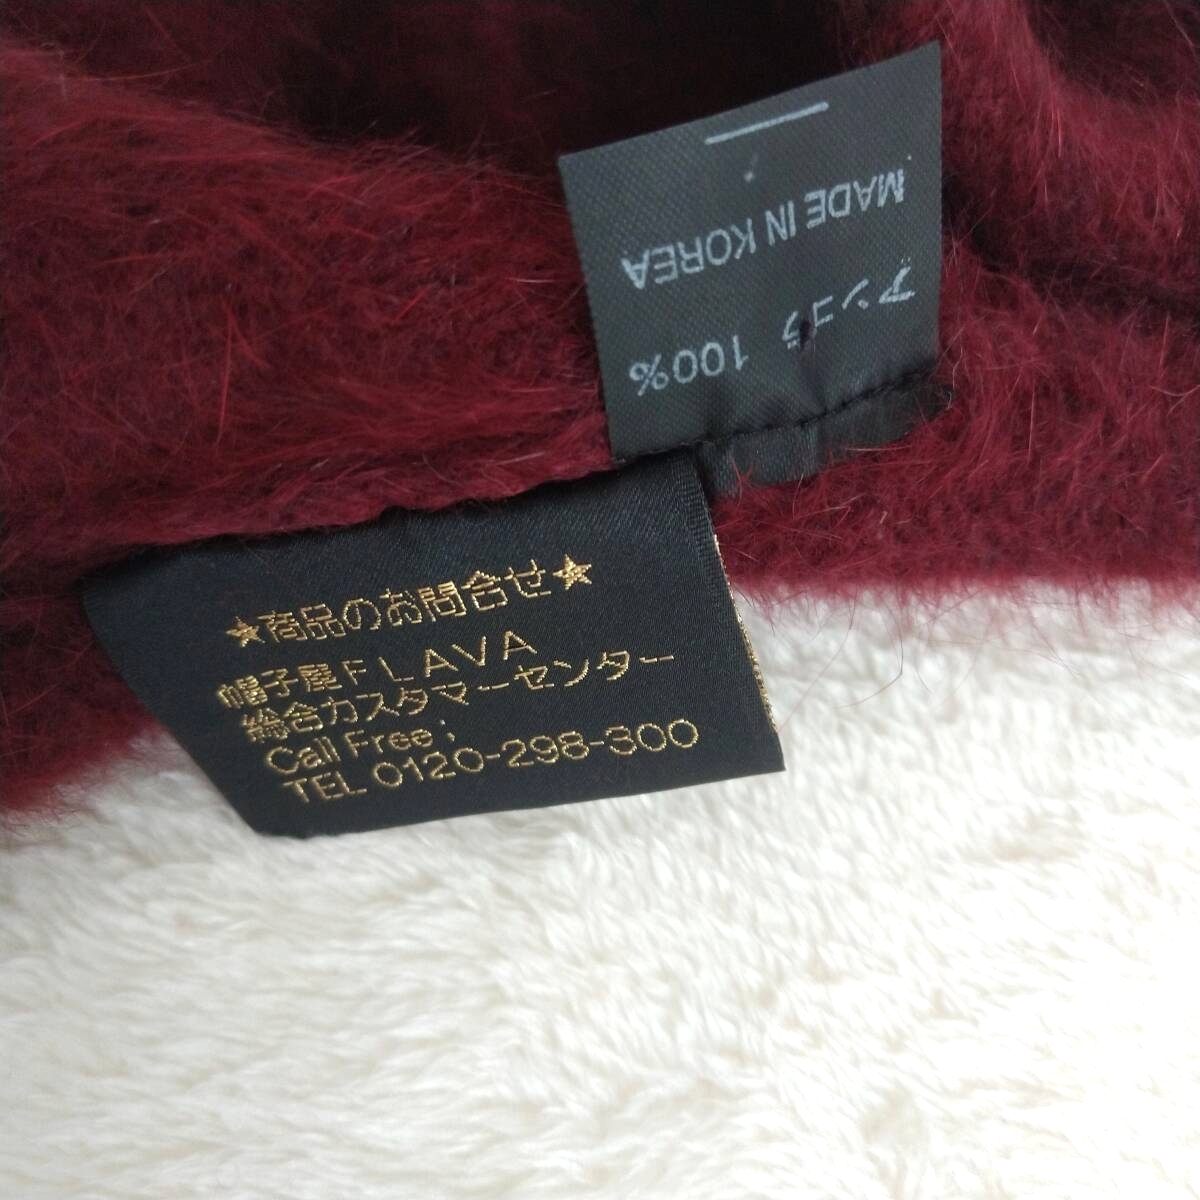 アンゴラ 100%
MADE IN KOREA
★商品のお問合せ★
帽子屋FLAVA
総合カスタマーセンター
Call Free :
TEL 0120-298-300